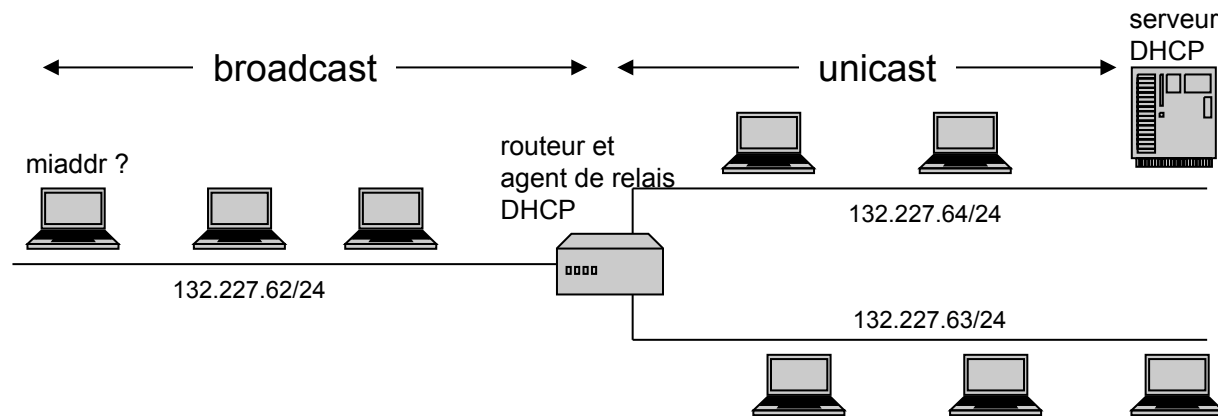 serveur
DHCP
broadcast
unicast
miaddr ?
routeur et
agent de relais
DHCP
132.227.64/24
132.227.62/24
132.227.63/24